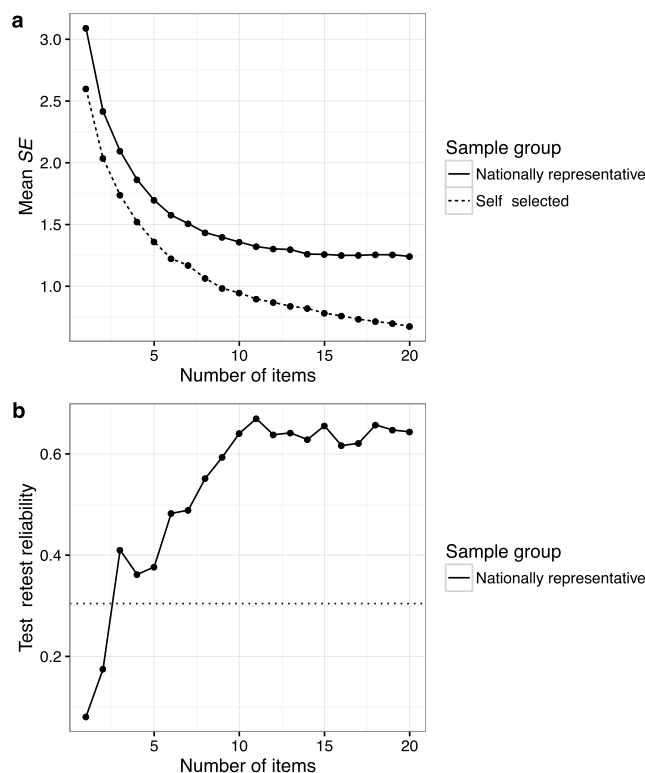 a
3.0
2.5
2.0
1.5
1.0
Mean SE
5 10 15 20
Number of items
Sample group
Nationally representative
Self selected
b
0.6
0.4
0.2
Test retest reliability
5 10 15 20
Number of items
Sample group
Nationally representative